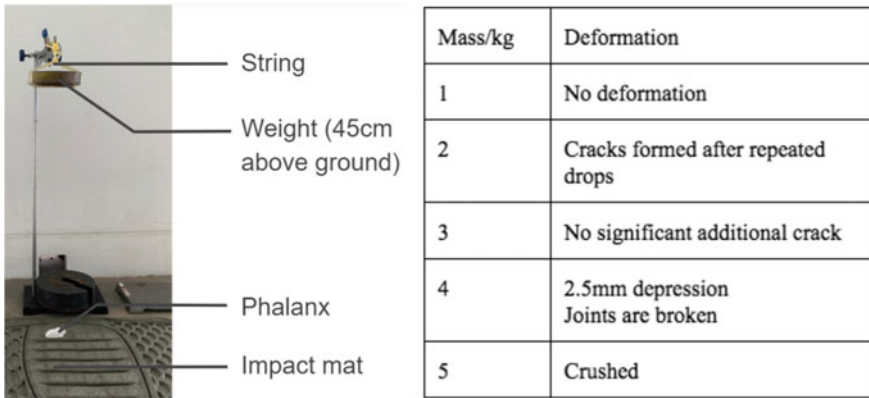 String
Weight (45cm
above ground)
Phalanx
Impact mat
Mass/kg Deformation
1 No deformation
2 Cracks formed after repeated
drops
3 No significant additional crack
4 2.5mm depression
Joints are broken
5 Crushed